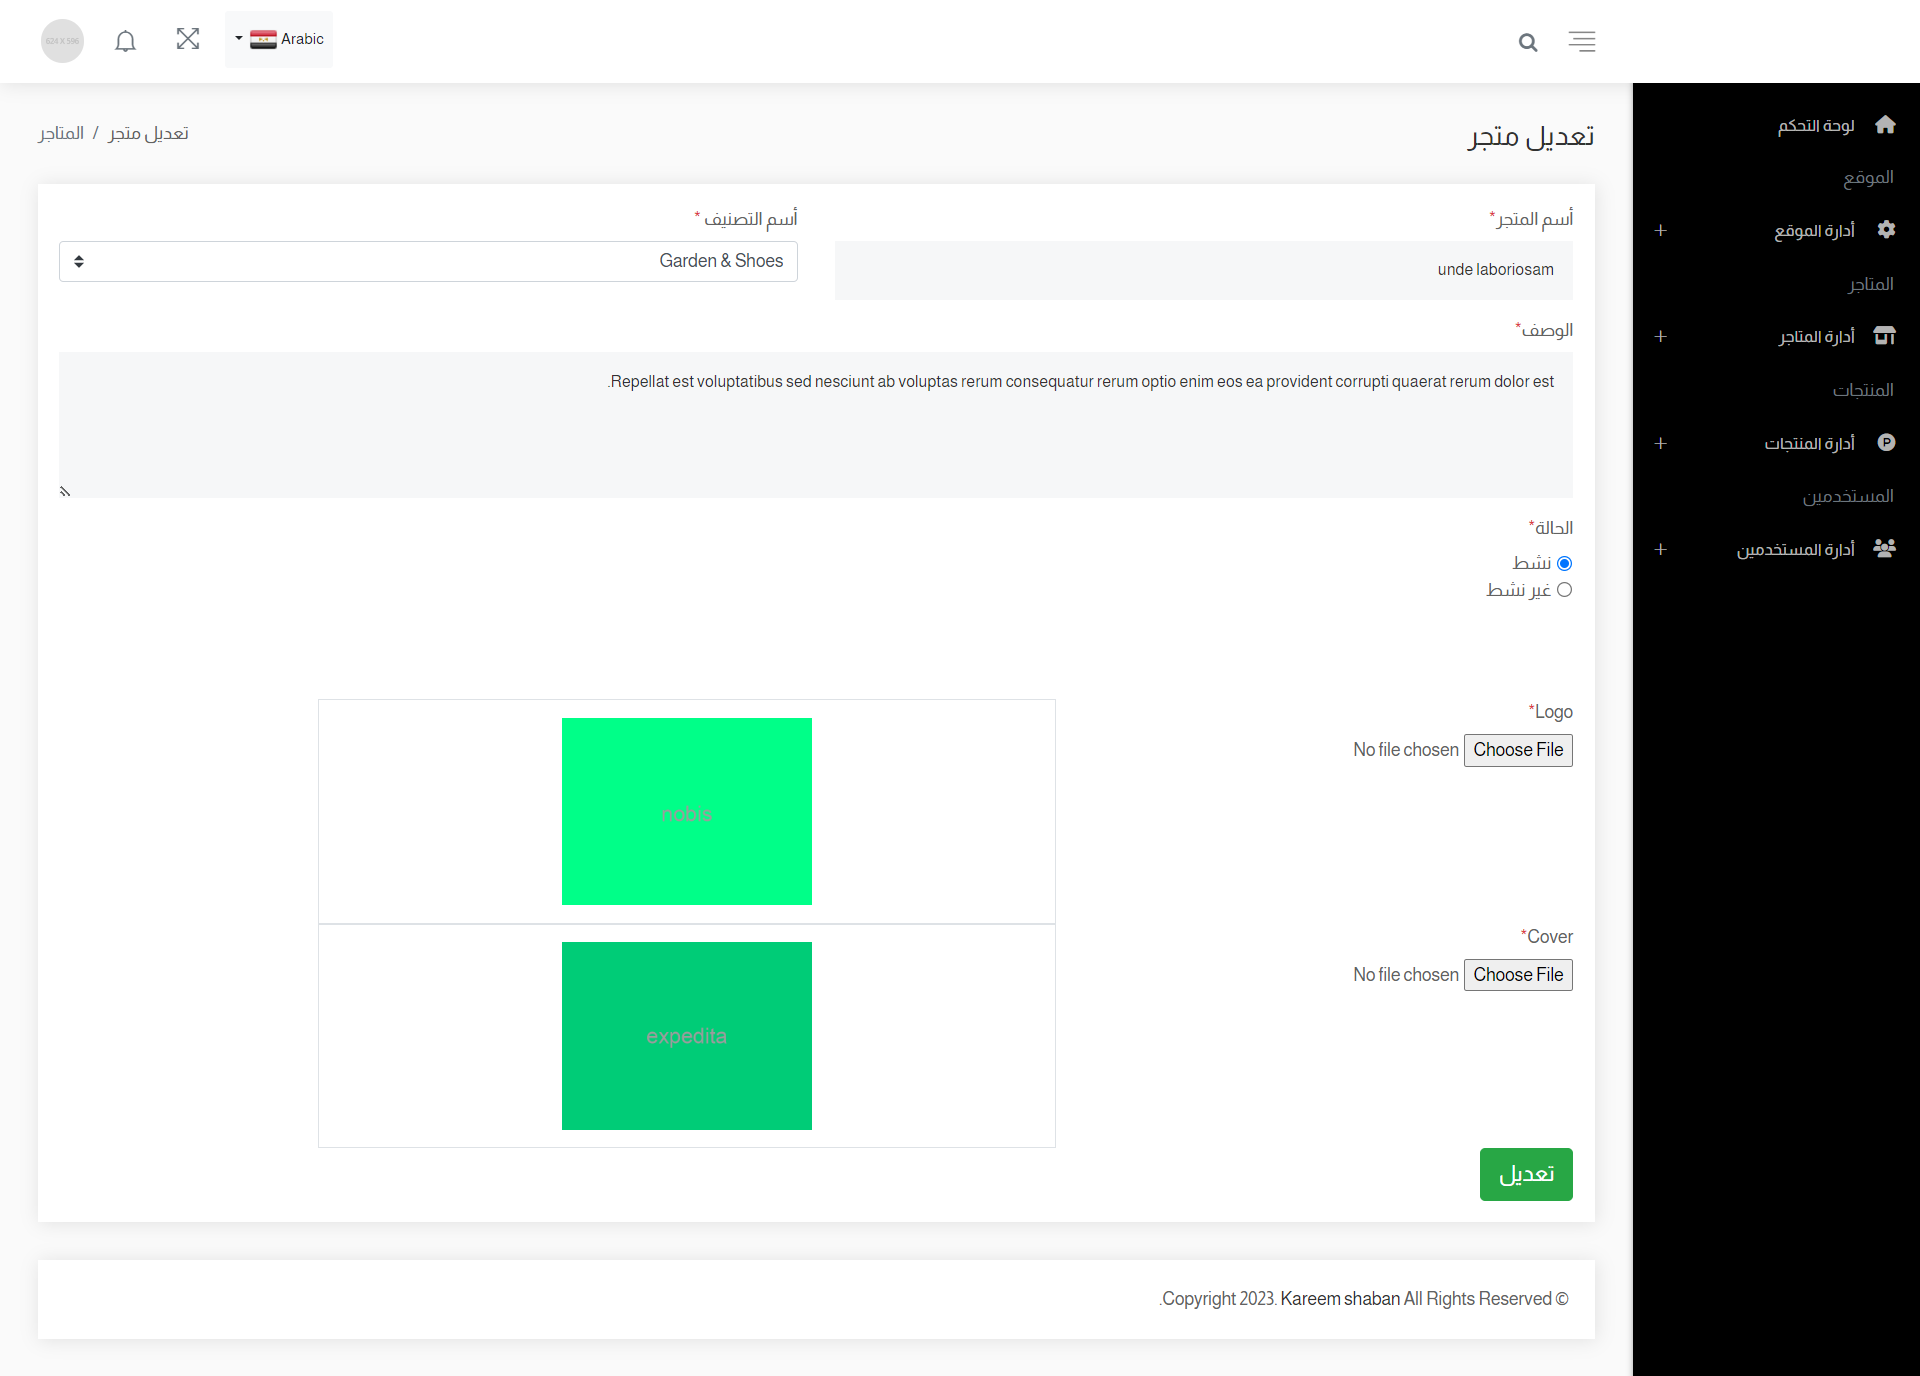 Arabic
624 X 596
لوحة التحكم
الموقع
أدارة الموقع
المتاجر
أدارة المتاجر
المنتجات
أدارة المنتجات
المستخدمين
أدارة المستخدمين
تعديل متجر
المتاجر / تعديل متجر
أسم المتجر*
unde laboriosam
أسم التصنيف *
Garden & Shoes
الوصف*
.Repellat est voluptatibus sed nesciunt ab voluptas rerum consequatur rerum optio enim eos ea provident corrupti quaerat rerum dolor est
الحالة*
نشط
غير نشط
*Logo
Choose File
No file chosen
nobis
*Cover
Choose File
No file chosen
expedita
تعديل
.Copyright 2023. Kareem shaban All Rights Reserved ©